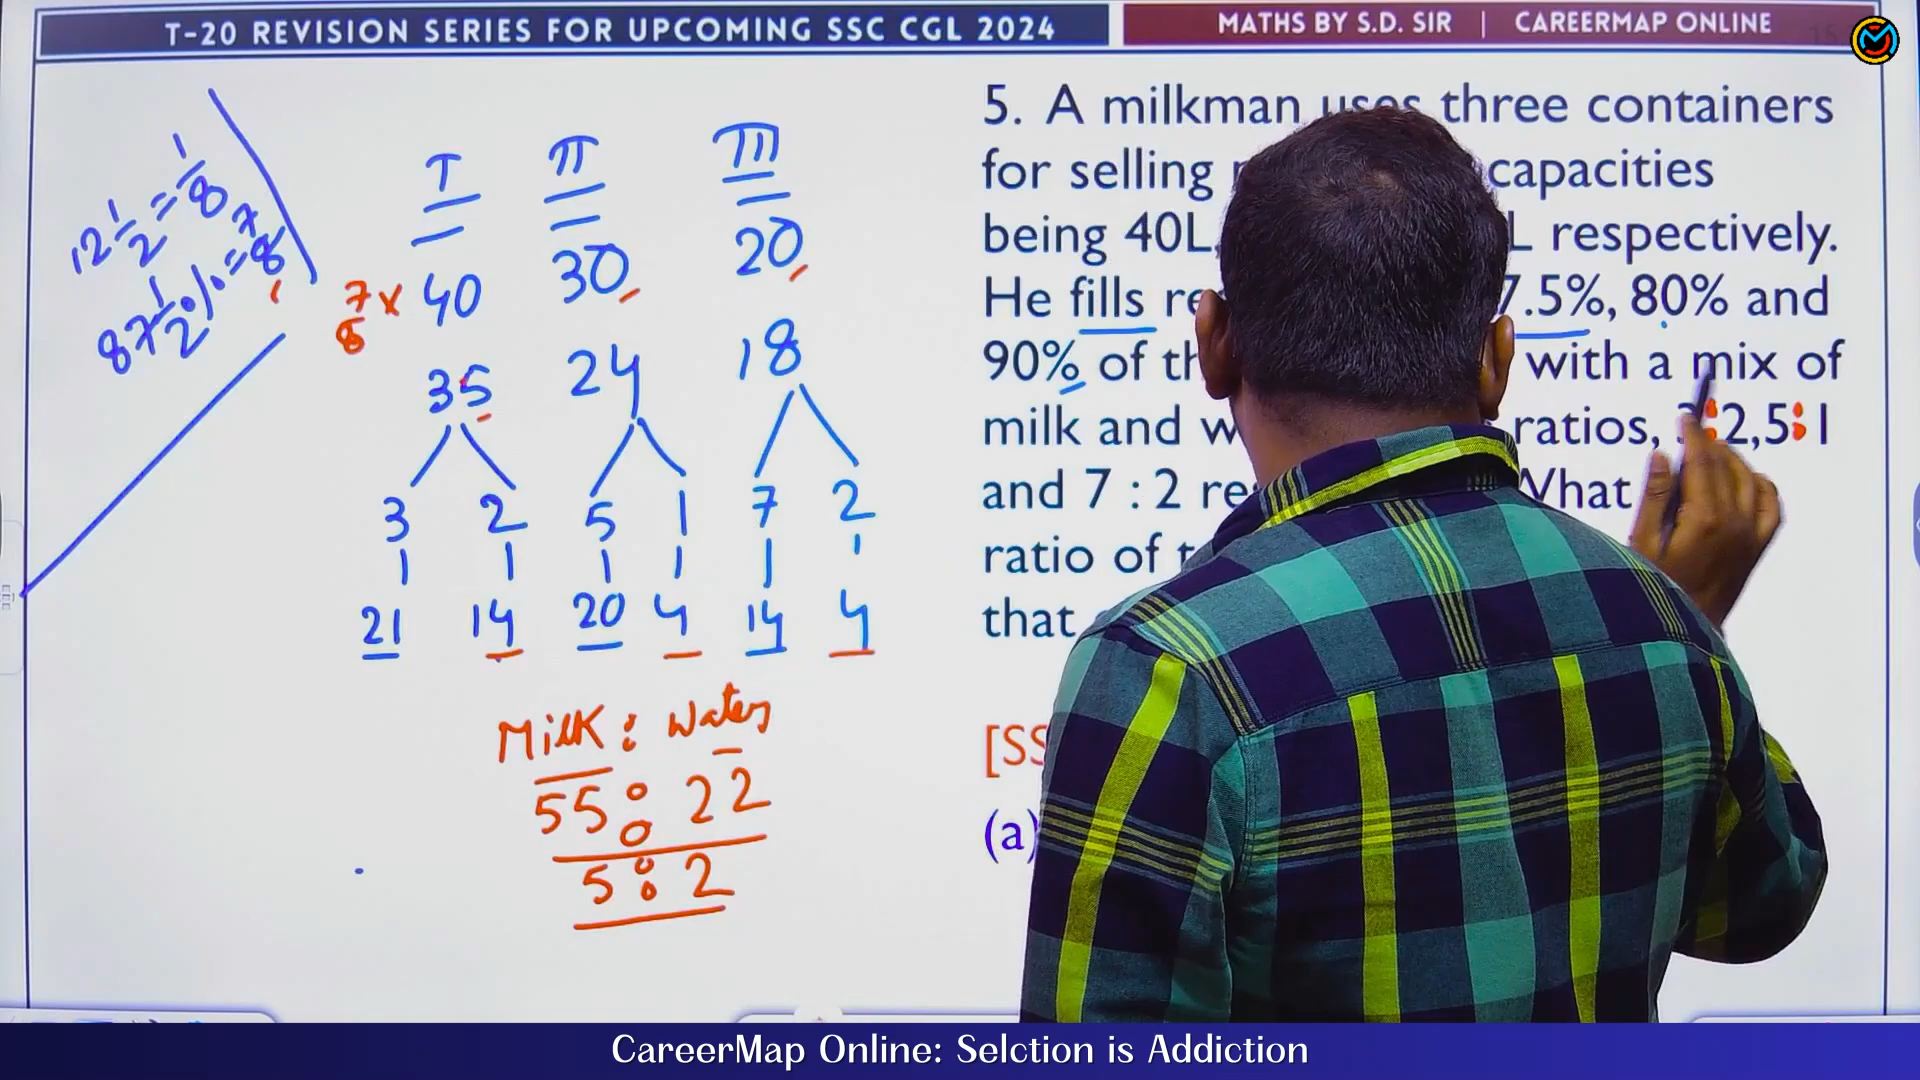 T-20 REVISION SERIES FOR UPCOMING SSC CGL 2024
MATHS BY S.D. SIR | CAREERMAP ONLINE
5. A milkman uses three containers
for selling capacities
being 40L, L respectively.
He fills 7.5%, 80% and
90% of with a mix of
milk and ratios, 3:2,5:1
and 7 : 2 What
ratio of
that
[SS
(a)
12 1/2 = 1/8
87 1/2 % = 7/8
I II III
7/8 × 40 30 20
35 24 18
3 2 5 1 7 2
21 14 20 4 14 4
Milk : Water
55 : 22
5 : 2
CareerMap Online: Selction is Addiction